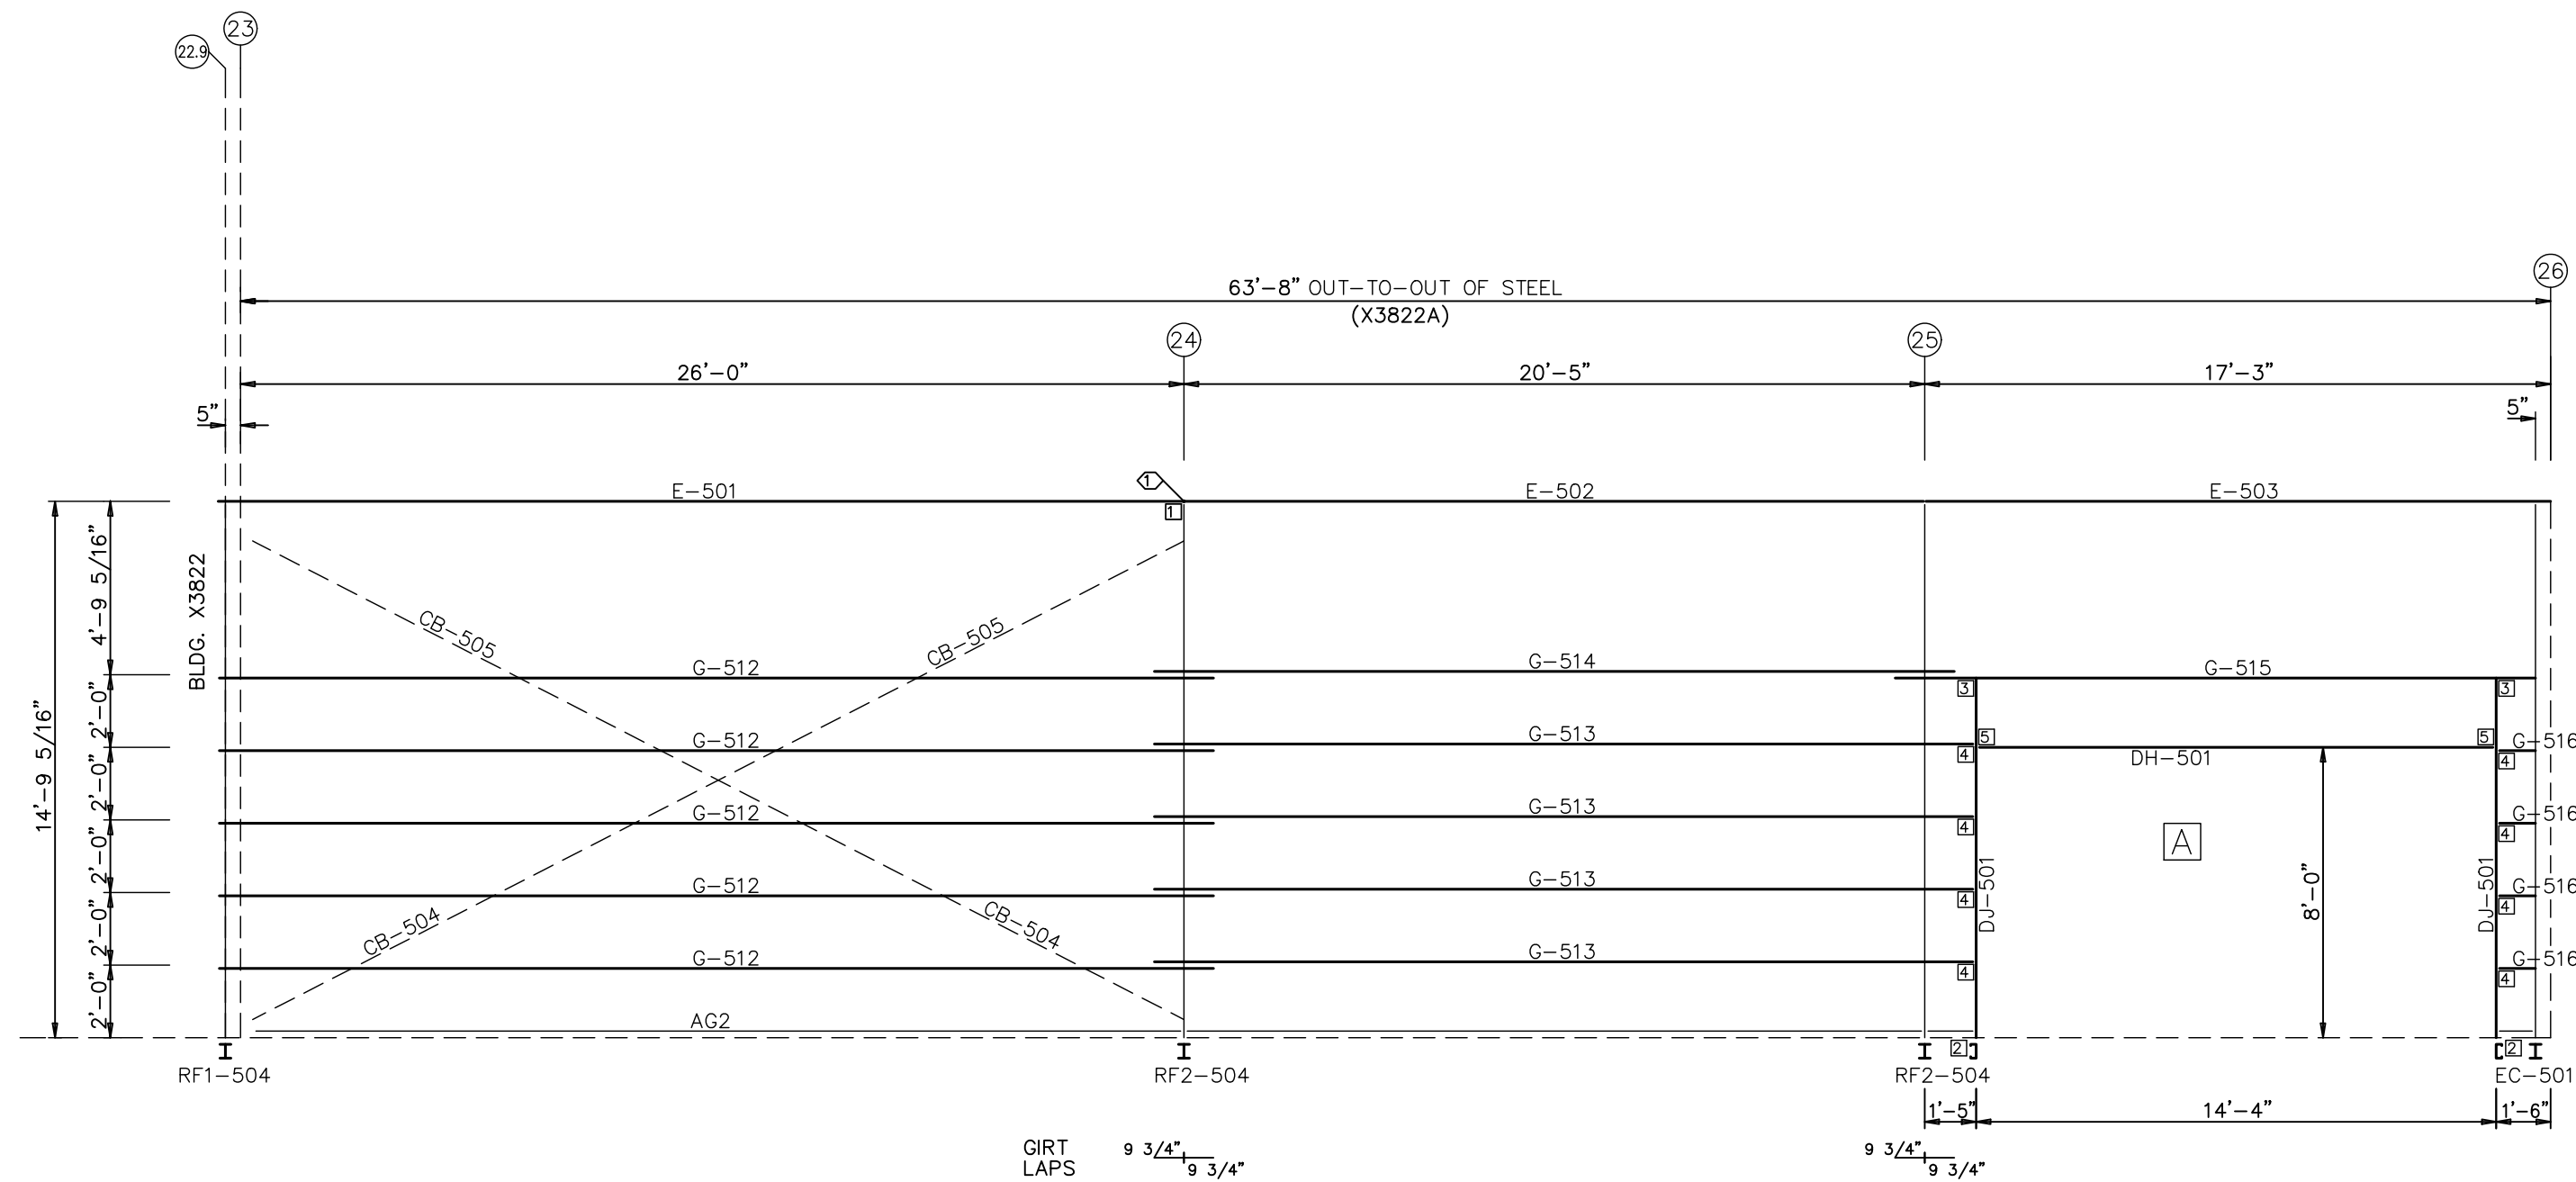 23
22.9
26
63'-8" OUT-TO-OUT OF STEEL
(X3822A)
24
25
26'-0"
20'-5"
17'-3"
5"
5"
1
E-501
E-502
E-503
1
14'-9 5/16"
4'-9 5/16"
2'-0"
2'-0"
2'-0"
2'-0"
2'-0"
BLDG. X3822
CB-505
CB-505
G-512
G-514
G-515
3
3
G-512
G-513
5
5
G-516
4
DH-501
4
G-512
G-513
G-516
4
4
A
G-512
G-513
G-516
4
4
DJ-501
DJ-501
8'-0"
CB-504
CB-504
G-512
G-513
G-516
4
4
AG2
2
2
RF1-504
RF2-504
RF2-504
EC-501
1'-5"
14'-4"
1'-6"
GIRT
LAPS
9 3/4"
9 3/4"
9 3/4"
9 3/4"